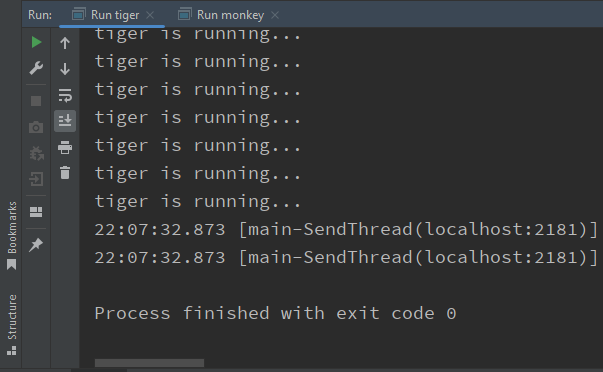 Run:
Run tiger
Run monkey
tiger is running...
tiger is running...
tiger is running...
tiger is running...
tiger is running...
tiger is running...
tiger is running...
22:07:32.873 [main-SendThread(localhost:2181)]
22:07:32.873 [main-SendThread(localhost:2181)]
Process finished with exit code 0
Bookmarks
Structure